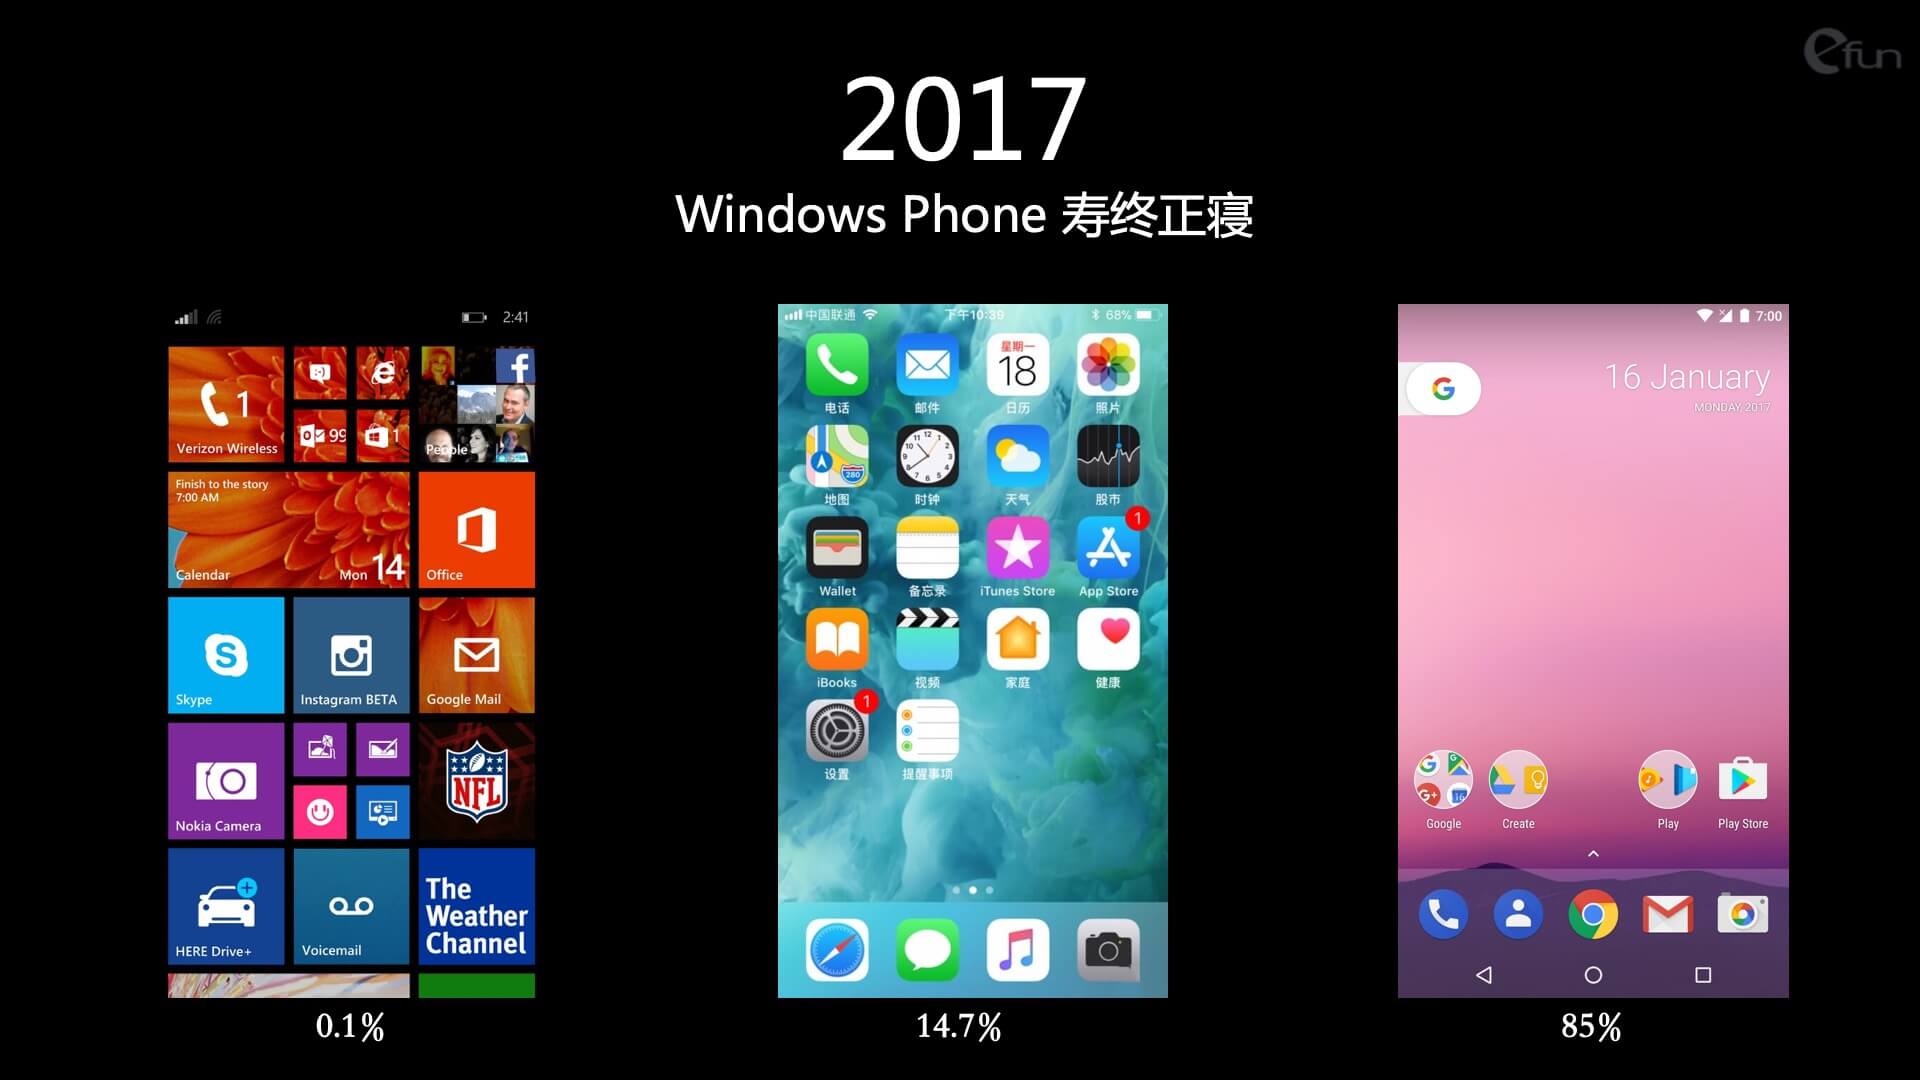 efun
2017
Windows Phone 寿终正寝
2:41
1
Verizon Wireless
99
1
People
Finish to the story
7:00 AM
Calendar
Mon 14
Office
Skype
Instagram BETA
Google Mail
Nokia Camera
NFL
HERE Drive+
Voicemail
The
Weather
Channel
0.1%
中国联通 下午10:39 68%
星期一
18
电话 邮件 日历 照片
280
地图 时钟 天气 股市
1
Wallet 备忘录 iTunes Store App Store
iBooks 视频 家庭 健康
1
设置 提醒事项
14.7%
7:00
G
16 January
MONDAY, 2017
G+ 16
Google Create Play Play Store
85%